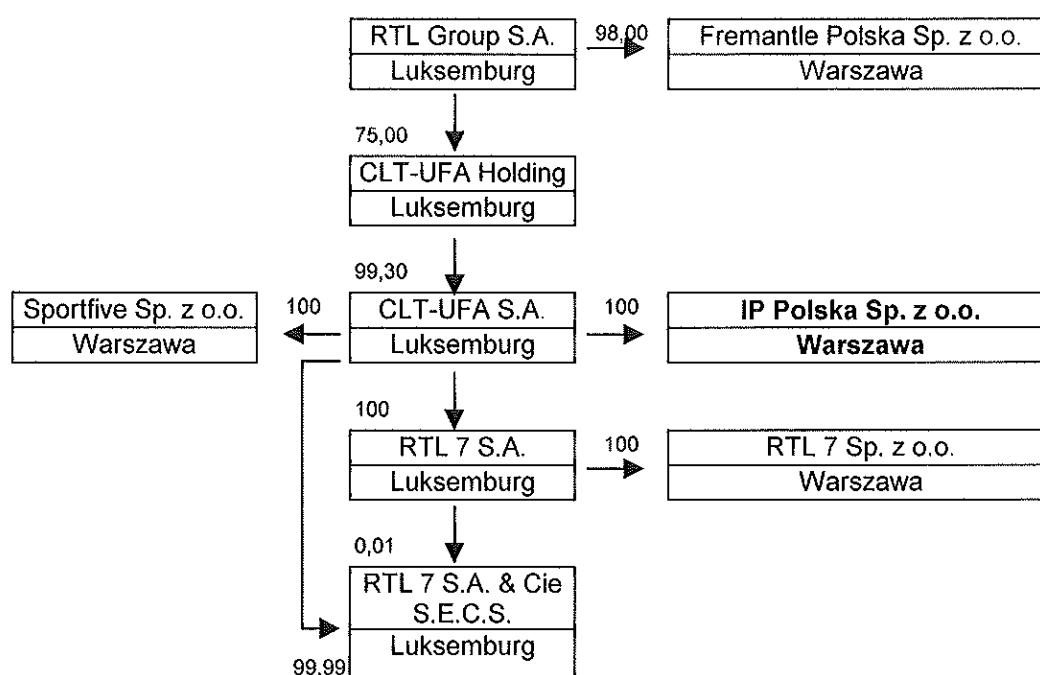 RTL Group S.A.
Luksemburg
98,00
Fremantle Polska Sp. z o.o.
Warszawa
75,00
CLT-UFA Holding
Luksemburg
99,30
Sportfive Sp. z o.o.
Warszawa
100
CLT-UFA S.A.
Luksemburg
100
IP Polska Sp. z o.o.
Warszawa
100
RTL 7 S.A.
Luksemburg
100
RTL 7 Sp. z o.o.
Warszawa
0,01
RTL 7 S.A. & Cie
S.E.C.S.
Luksemburg
99,99